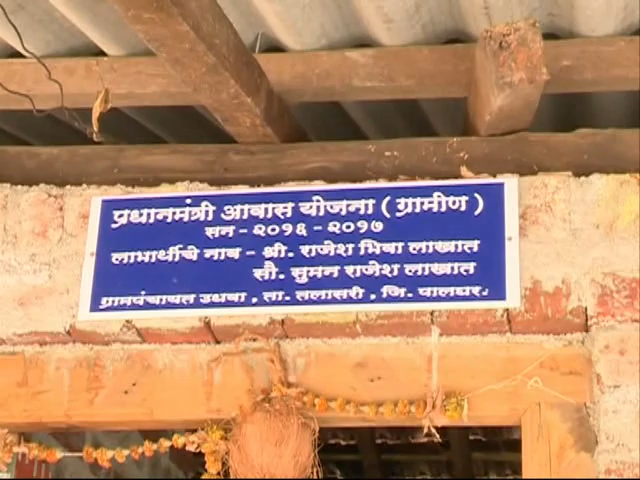 प्रधानमंत्री आवास योजना ( ग्रामीण )
सन - २०१६ - २०१७
लाभार्थीचे नाव - श्री. राजेश भिवा लाखात
सौ. सुमन राजेश लाखात
ग्रामपंचायत उधवा , ता. तलासरी , जि. पालघर.